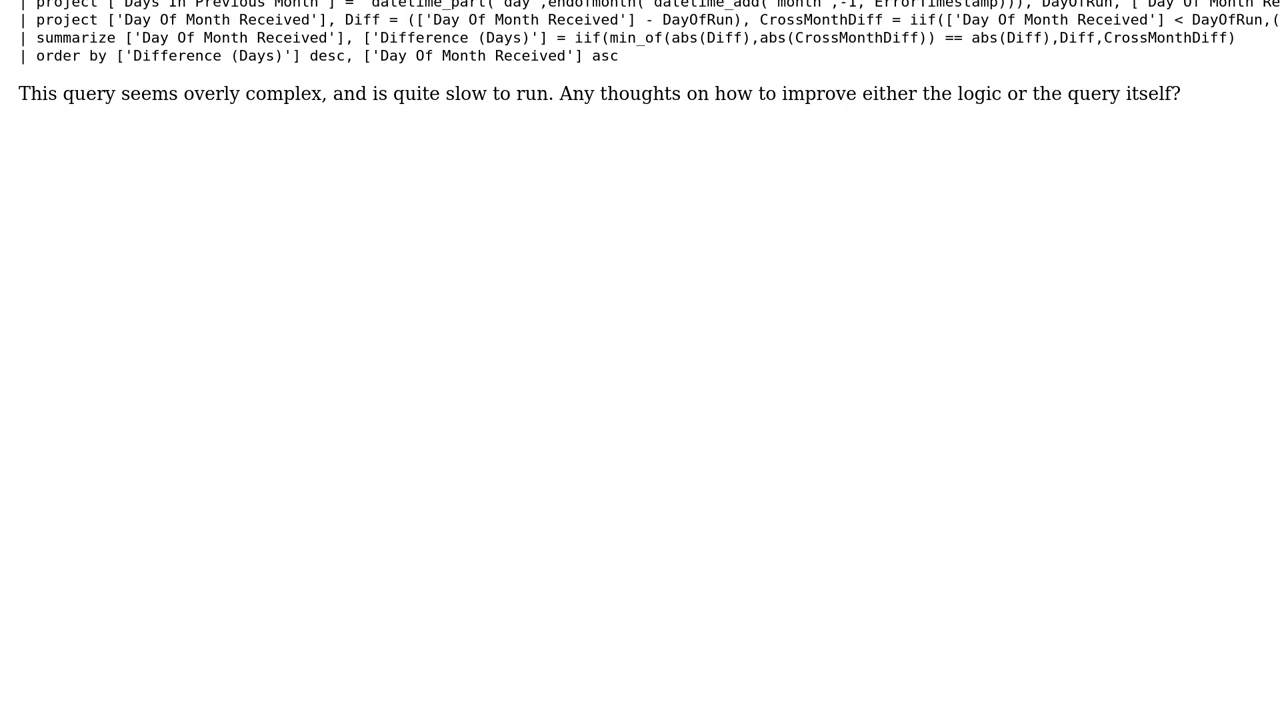 | project ['Days In Previous Month'] = datetime_part('day',endofmonth( datetime_add('month',-1, ErrorTimestamp))), DayOfRun, ['Day Of Month Re
| project ['Day Of Month Received'], Diff = (['Day Of Month Received'] - DayOfRun), CrossMonthDiff = iif(['Day Of Month Received'] < DayOfRun,(
| summarize ['Day Of Month Received'], ['Difference (Days)'] = iif(min_of(abs(Diff),abs(CrossMonthDiff)) == abs(Diff),Diff,CrossMonthDiff)
| order by ['Difference (Days)'] desc, ['Day Of Month Received'] asc
This query seems overly complex, and is quite slow to run. Any thoughts on how to improve either the logic or the query itself?